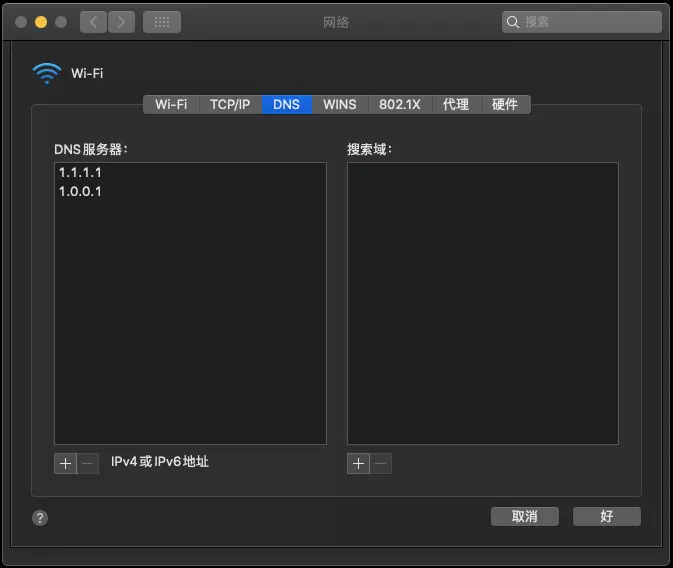 网络
搜索
Wi-Fi
Wi-Fi TCP/IP DNS WINS 802.1X 代理 硬件
DNS服务器：
搜索域：
1.1.1.1
1.0.0.1
+ − IPv4或IPv6地址
+ −
? 取消 好